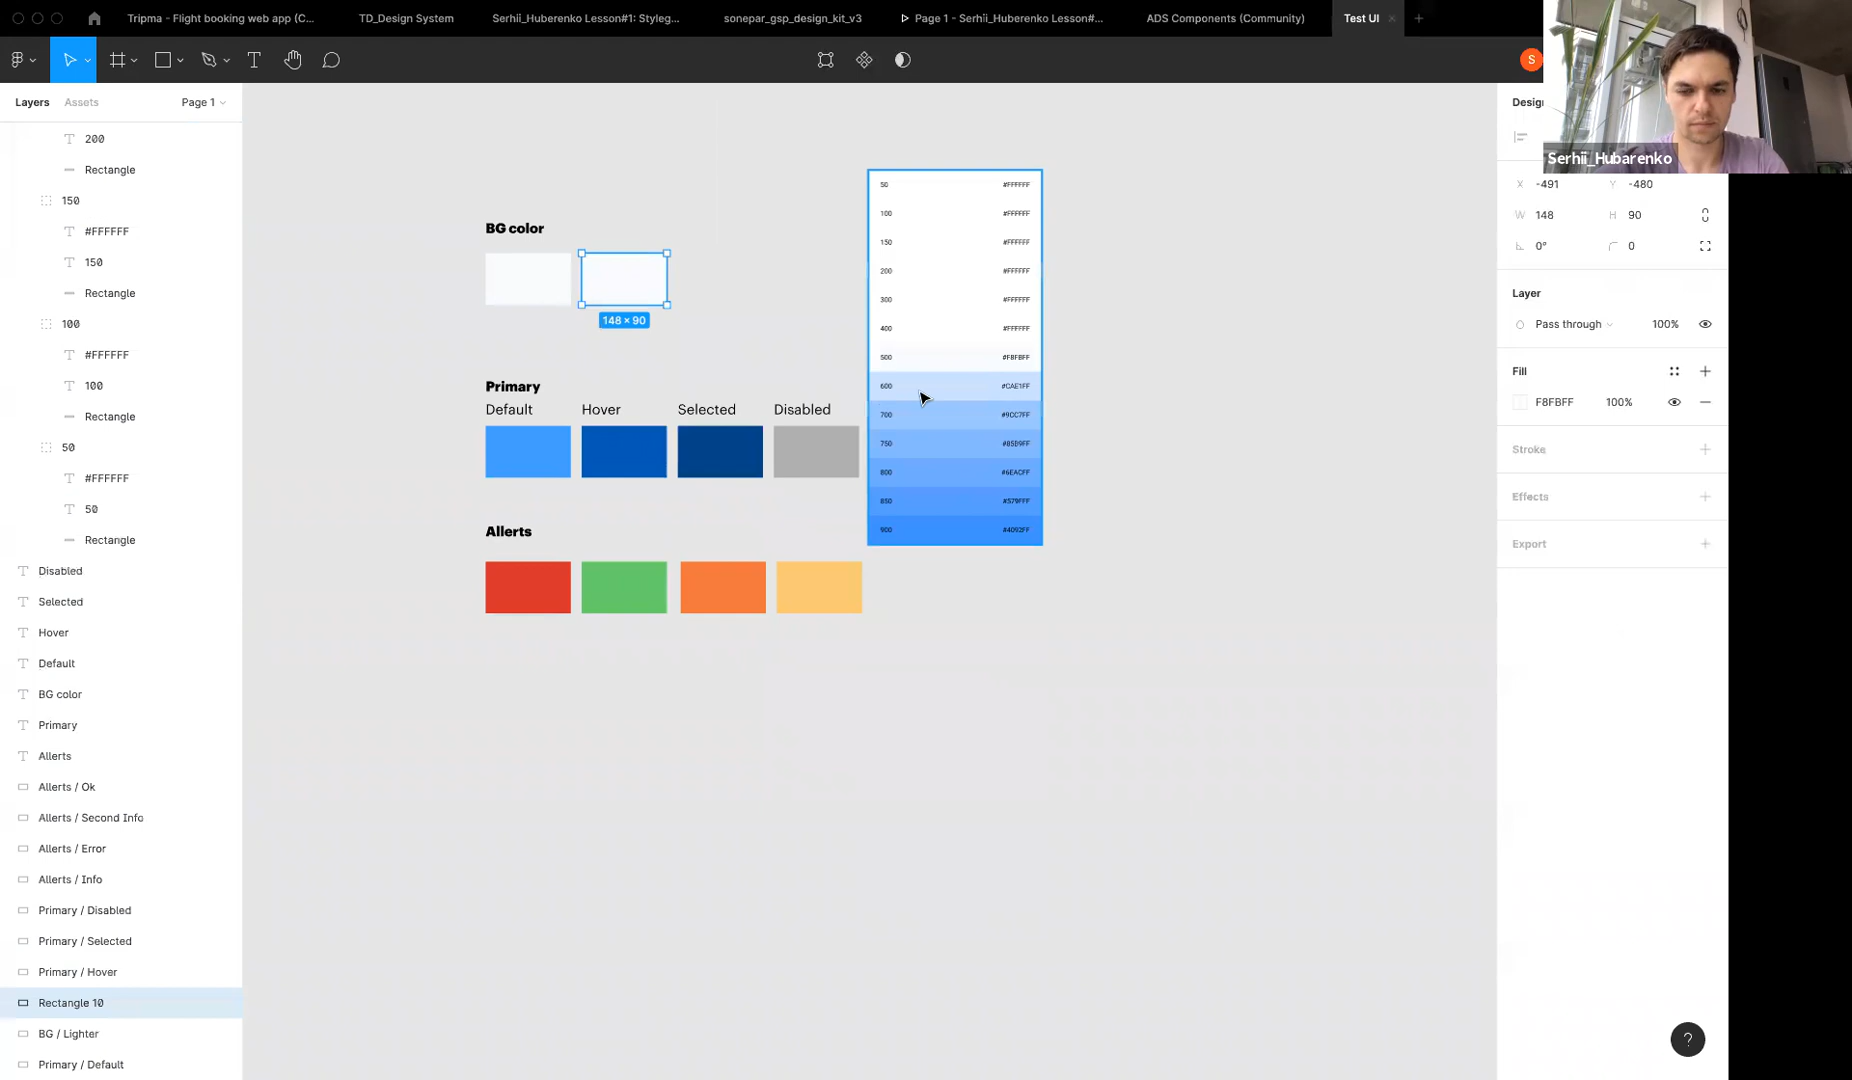 Tripma - Flight booking web app (C...
TD_Design System
Serhii_Huberenko Lesson#1: Styleg...
sonepar_gsp_design_kit_v3
Page 1 - Serhii_Huberenko Lesson#...
ADS Components (Community)
Test UI
S
Serhii_Hubarenko
Layers
Assets
Page 1
200
Rectangle
150
#FFFFFF
150
Rectangle
100
#FFFFFF
100
Rectangle
50
#FFFFFF
50
Rectangle
Disabled
Selected
Hover
Default
BG color
Primary
Allerts
Allerts / Ok
Allerts / Second Info
Allerts / Error
Allerts / Info
Primary / Disabled
Primary / Selected
Primary / Hover
Rectangle 10
BG / Lighter
Primary / Default
BG color
148 × 90
Primary
Default Hover Selected Disabled
Allerts
50 #FFFFFF
100 #FFFFFF
150 #FFFFFF
200 #FFFFFF
300 #FFFFFF
400 #FFFFFF
500 #F8FBFF
600 #CAE1FF
700 #9CC7FF
750 #85B9FF
800 #6EACFF
850 #579FFF
900 #4092FF
Design
X -491 Y -480
W 148 H 90
0° 0
Layer
Pass through 100%
Fill
F8FBFF 100%
Stroke
Effects
Export
?